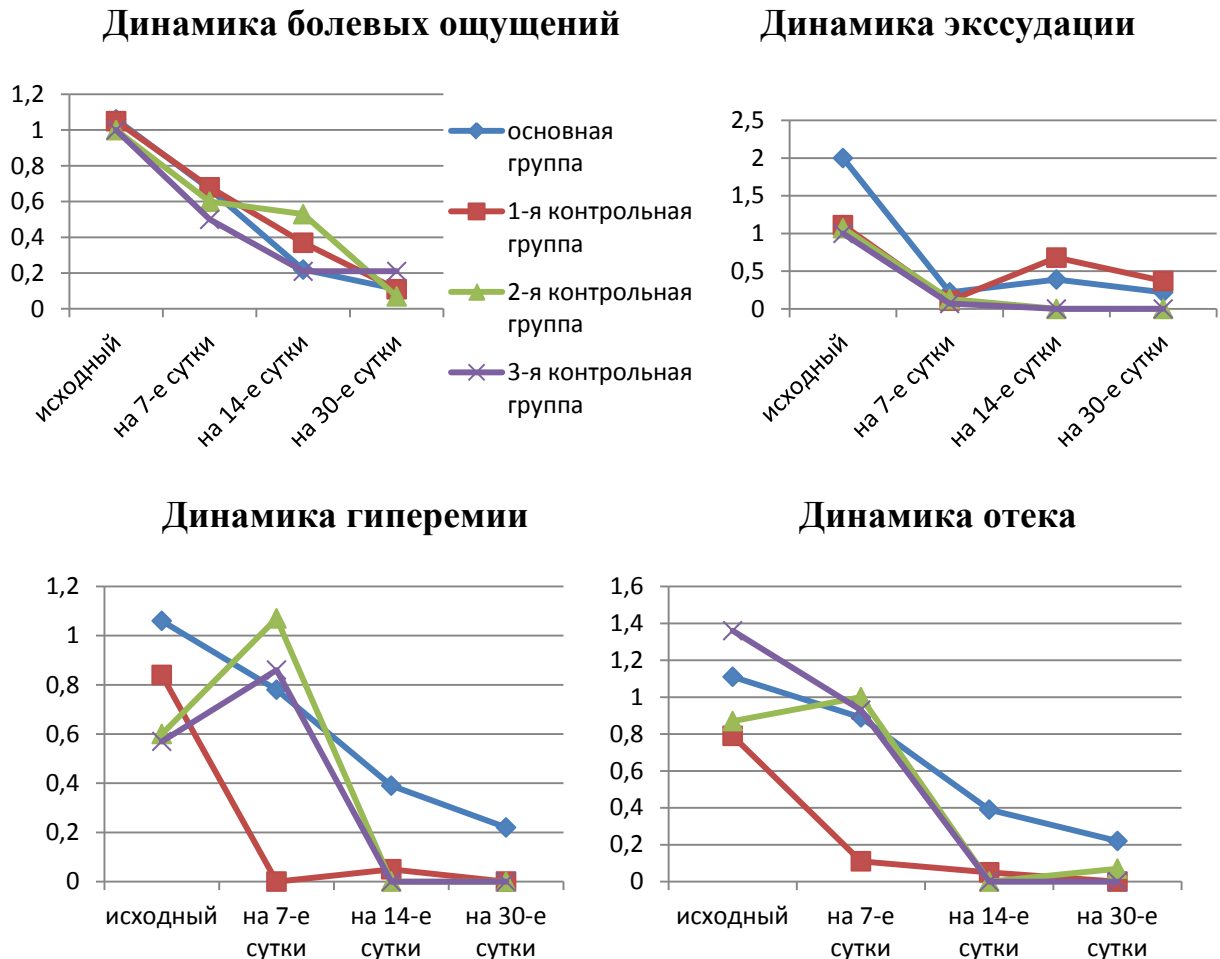 Динамика болевых ощущений
1,2
1
0,8
0,6
0,4
0,2
0
исходный
на 7-е сутки
на 14-е сутки
на 30-е сутки
основная
группа
1-я контрольная
группа
2-я контрольная
группа
3-я контрольная
группа
Динамика экссудации
2,5
2
1,5
1
0,5
0
исходный
на 7-е сутки
на 14-е сутки
на 30-е сутки
Динамика гиперемии
1,2
1
0,8
0,6
0,4
0,2
0
исходный
на 7-е
сутки
на 14-е
сутки
на 30-е
сутки
Динамика отека
1,6
1,4
1,2
1
0,8
0,6
0,4
0,2
0
исходный
на 7-е
сутки
на 14-е
сутки
на 30-е
сутки